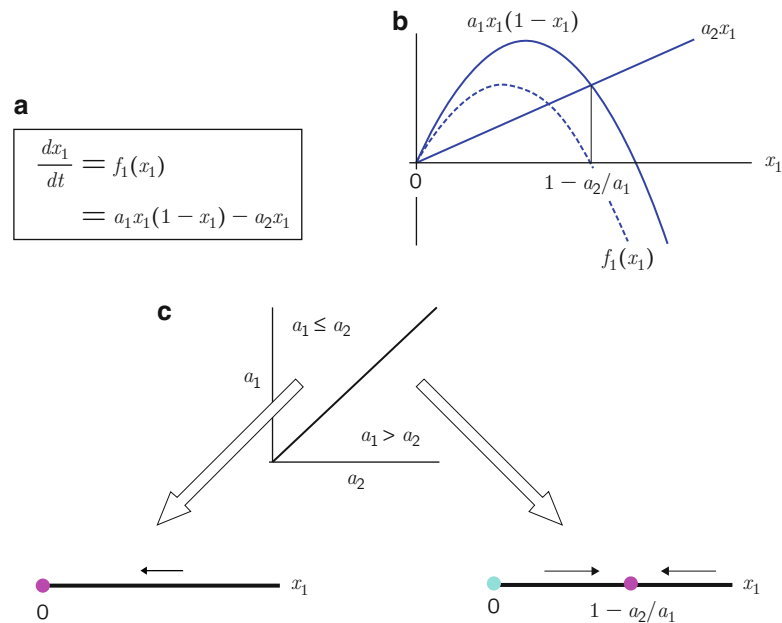 a
dx₁/dt = f₁(x₁)
= a₁x₁(1 − x₁) − a₂x₁
b
a₁x₁(1 − x₁)
a₂x₁
x₁
0
1 − a₂/a₁
f₁(x₁)
c
a₁ ≤ a₂
a₁
a₁ > a₂
a₂
x₁
0
x₁
0
1 − a₂/a₁